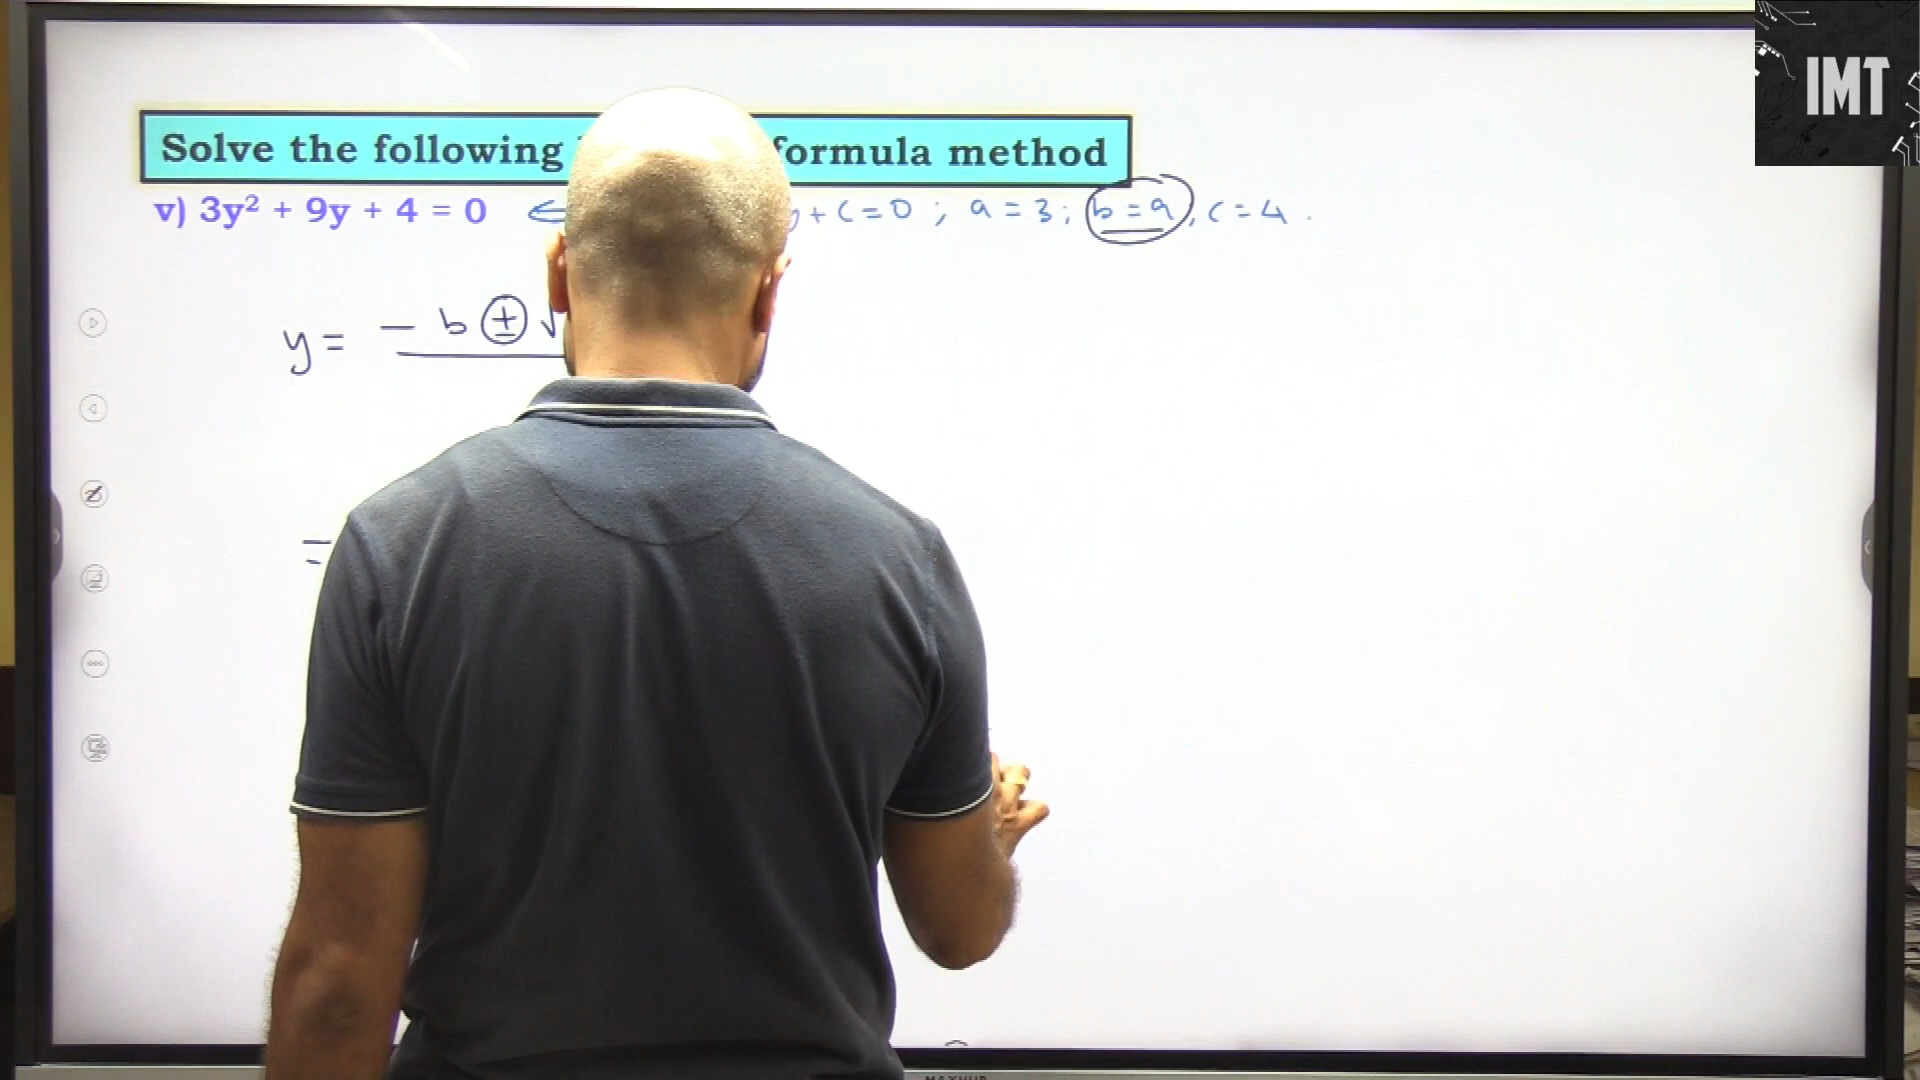 IMT
Solve the following formula method
v) 3y² + 9y + 4 = 0 ⇐ + c = 0 ; a = 3 ; b = 9, c = 4 .
y = - b ± √
=